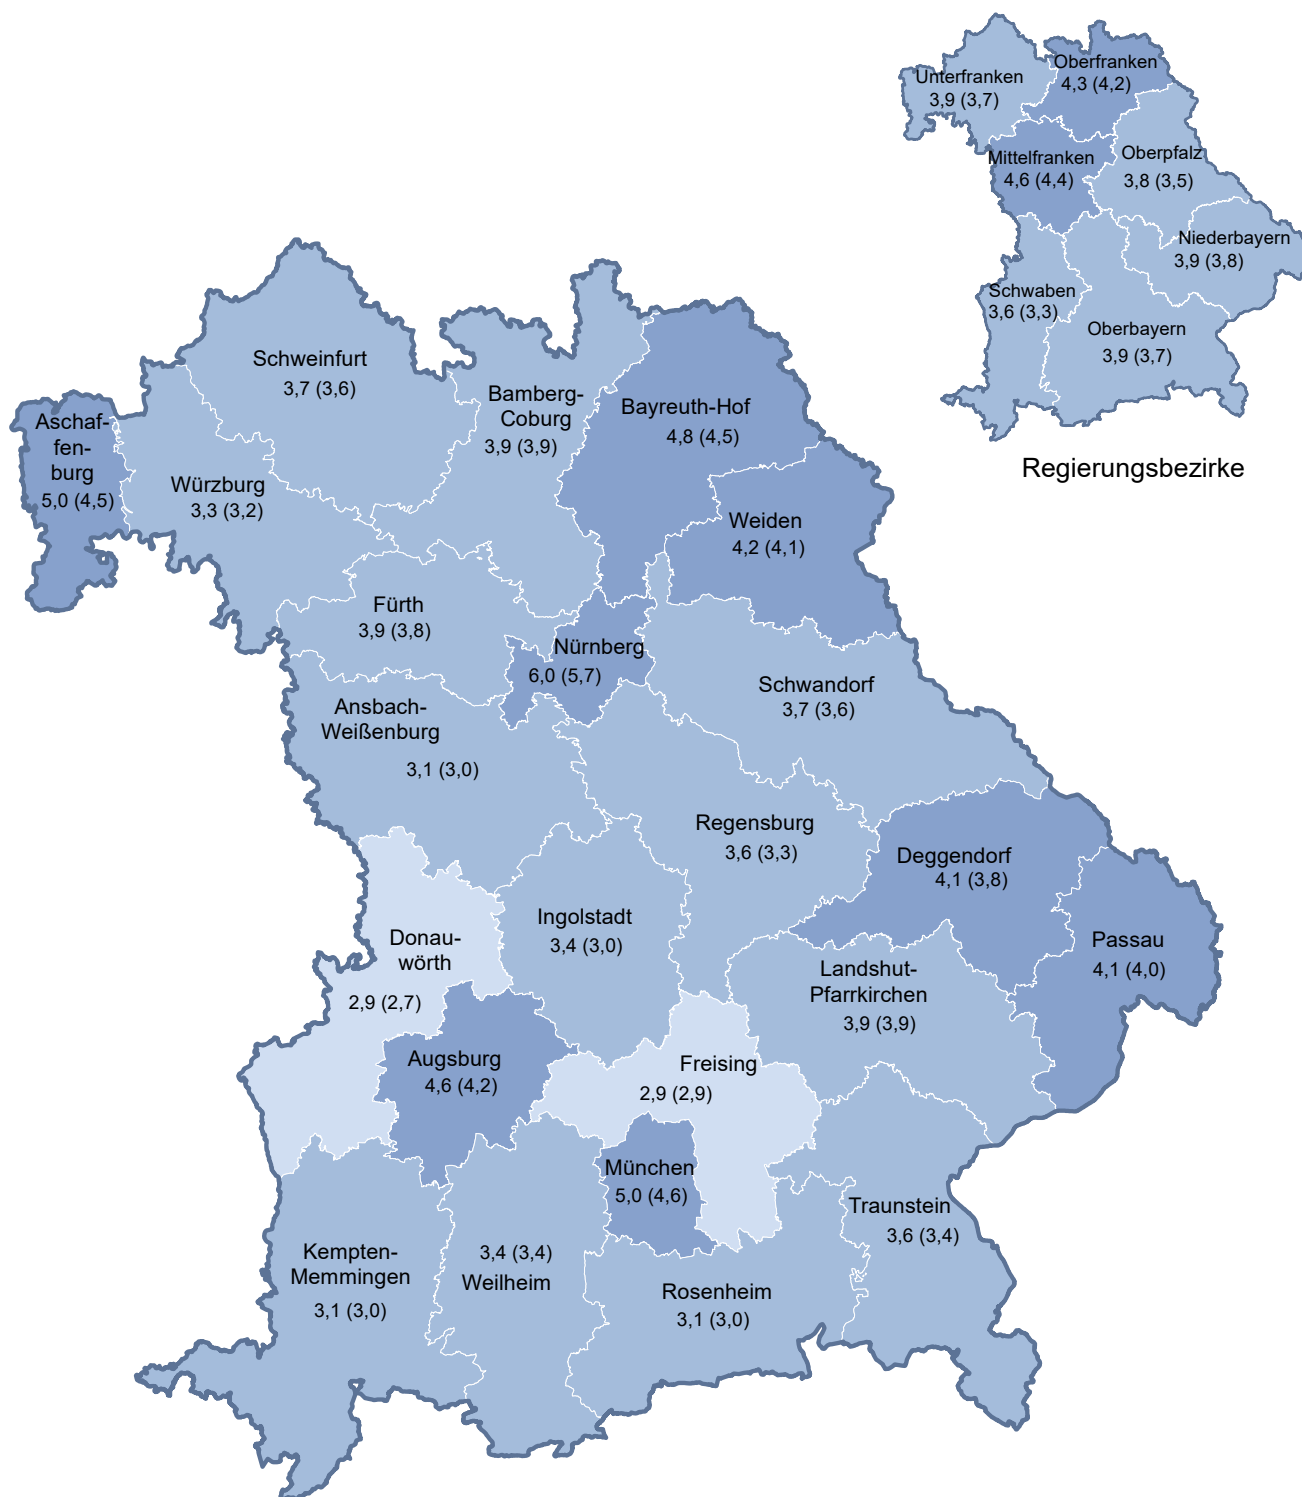 Unterfranken
3,9 (3,7)
Oberfranken
4,3 (4,2)
Mittelfranken
4,6 (4,4)
Oberpfalz
3,8 (3,5)
Niederbayern
3,9 (3,8)
Schwaben
3,6 (3,3)
Oberbayern
3,9 (3,7)
Regierungsbezirke
Schweinfurt
3,7 (3,6)
Bamberg-
Coburg
3,9 (3,9)
Bayreuth-Hof
4,8 (4,5)
Aschaf-
fen-
burg
5,0 (4,5)
Würzburg
3,3 (3,2)
Weiden
4,2 (4,1)
Fürth
3,9 (3,8)
Nürnberg
6,0 (5,7)
Schwandorf
3,7 (3,6)
Ansbach-
Weißenburg
3,1 (3,0)
Regensburg
3,6 (3,3)
Deggendorf
4,1 (3,8)
Ingolstadt
3,4 (3,0)
Donau-
wörth
2,9 (2,7)
Passau
4,1 (4,0)
Landshut-
Pfarrkirchen
3,9 (3,9)
Augsburg
4,6 (4,2)
Freising
2,9 (2,9)
München
5,0 (4,6)
Traunstein
3,6 (3,4)
Kempten-
Memmingen
3,1 (3,0)
3,4 (3,4)
Weilheim
Rosenheim
3,1 (3,0)